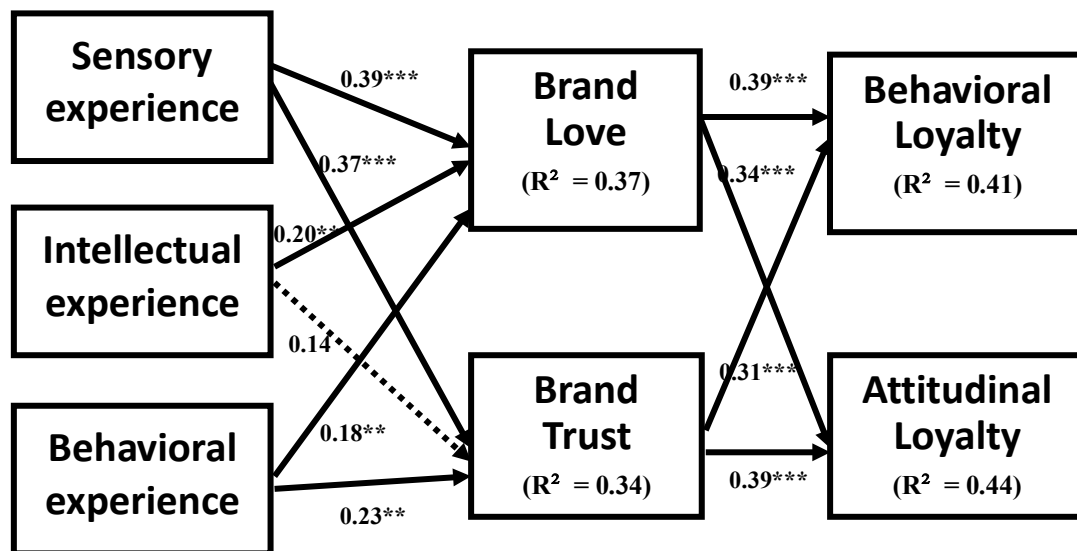 Sensory
experience
Intellectual
experience
Behavioral
experience
0.39***
0.37***
0.20**
0.14
0.18**
0.23**
Brand
Love
(R² = 0.37)
Brand
Trust
(R² = 0.34)
0.39***
0.34***
0.31***
0.39***
Behavioral
Loyalty
(R² = 0.41)
Attitudinal
Loyalty
(R² = 0.44)